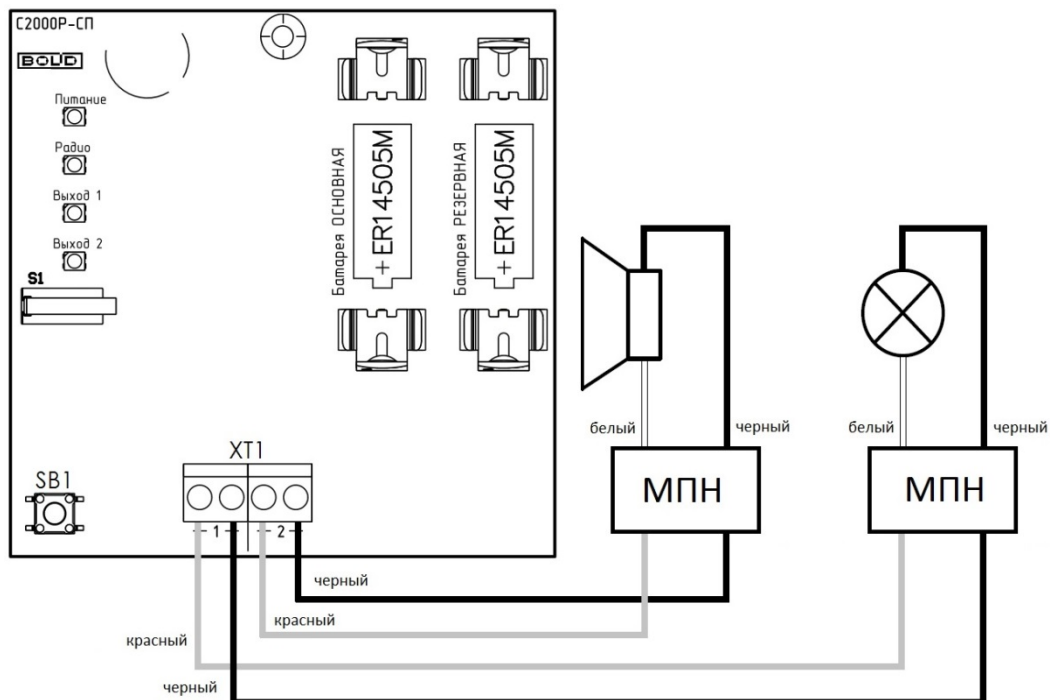 С2000Р-СП
BOLID
Питание
Радио
Выход 1
Выход 2
S1
Батарея ОСНОВНАЯ
+ ER14505M
Батарея РЕЗЕРВНАЯ
+ ER14505M
белый
черный
белый
черный
МПН
МПН
XT1
SB1
1
2
черный
красный
красный
черный